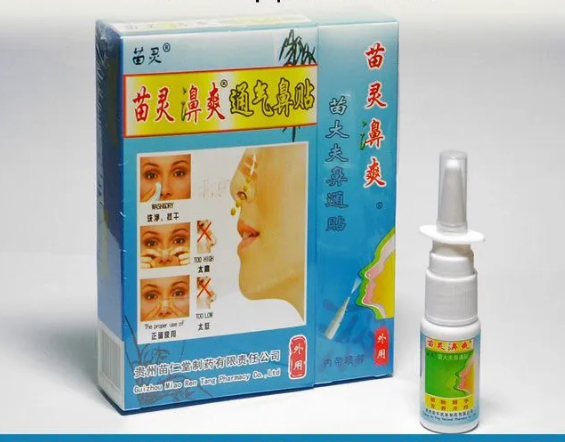 苗灵®
苗灵濞爽®通气鼻贴
WASH&DRY
洗净、拭干
TOO HIGH
太高
TOO LOW
太低
The proper use of
正确使用
贵州苗仁堂制药有限责任公司
Guizhou Miao Ren Tang Pharmacy Co.,Ltd
外用
苗灵濞爽®
苗大夫鼻通贴
外用
苗灵濞爽